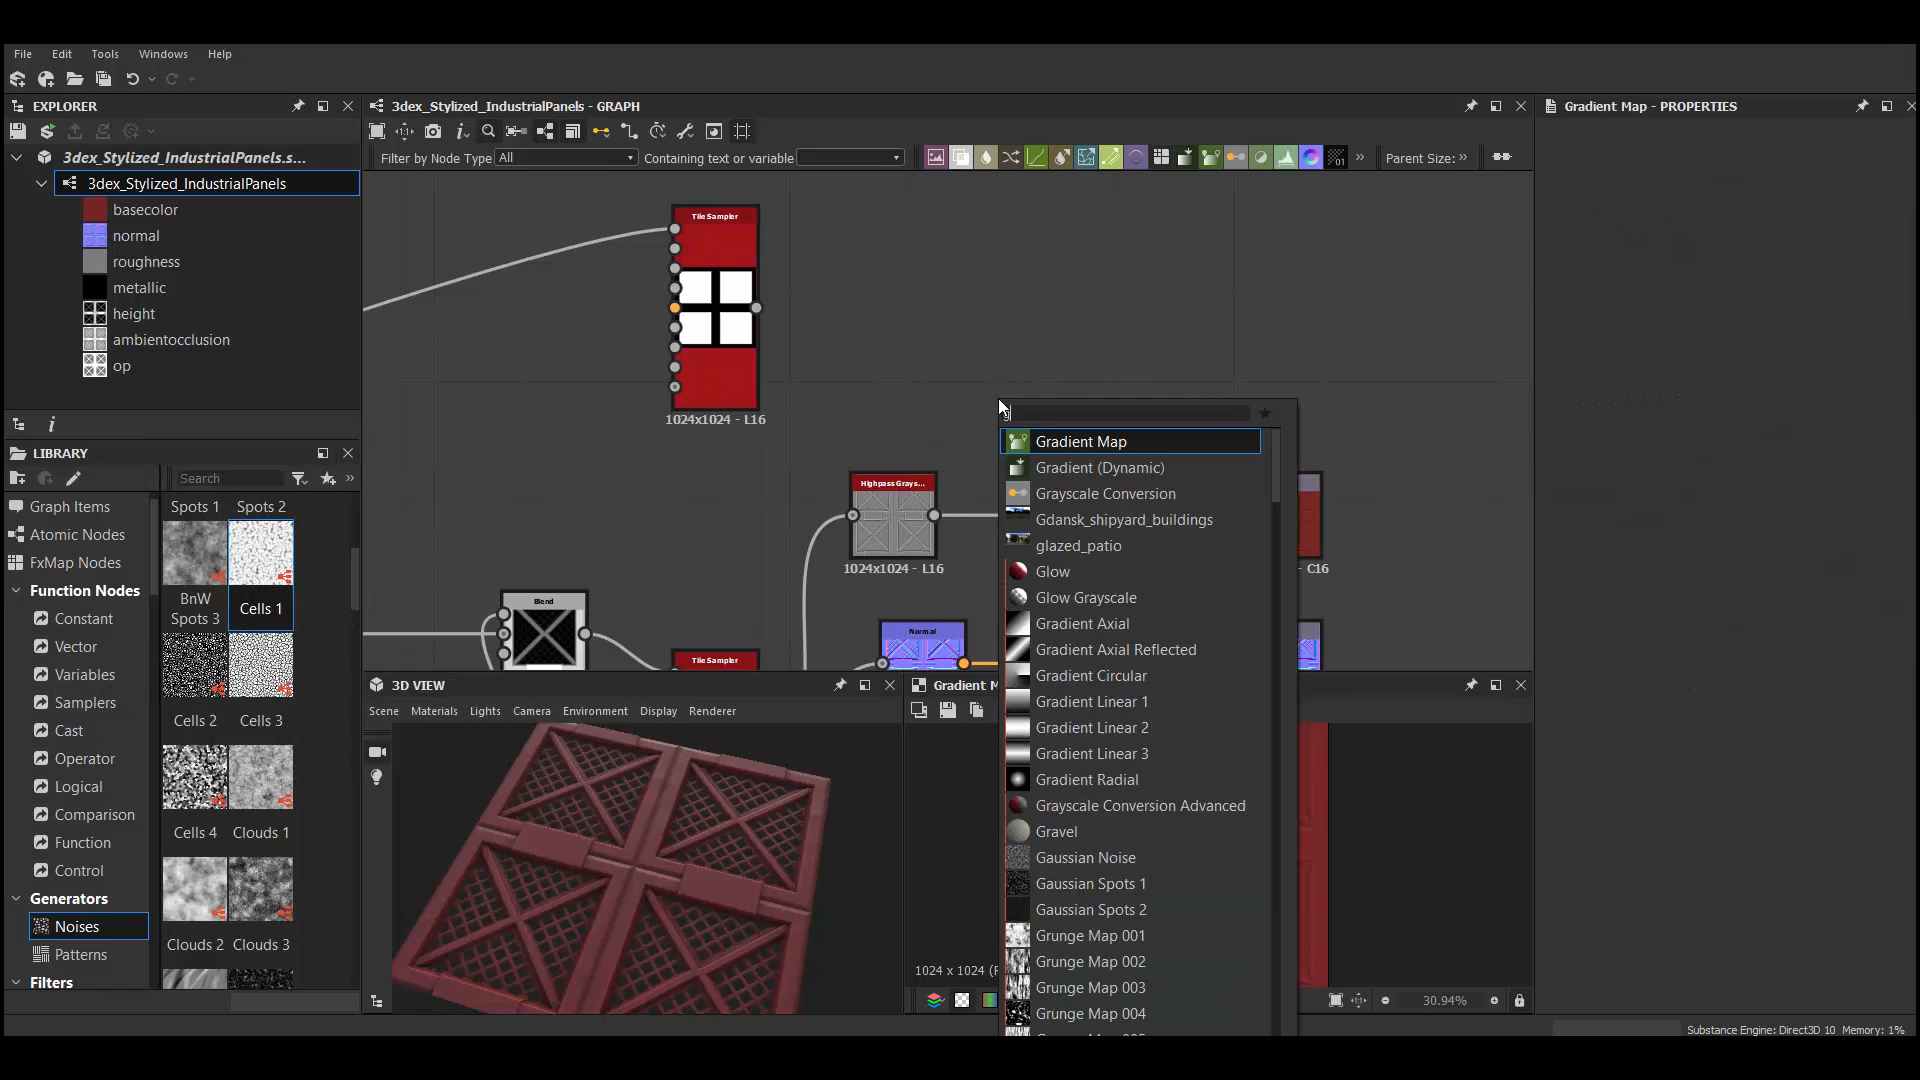 File Edit Tools Windows Help
EXPLORER
3dex_Stylized_IndustrialPanels.s...
3dex_Stylized_IndustrialPanels
basecolor
normal
roughness
metallic
height
ambientocclusion
op
LIBRARY
Search
Graph Items
Atomic Nodes
FxMap Nodes
Function Nodes
Constant
Vector
Variables
Samplers
Cast
Operator
Logical
Comparison
Function
Control
Generators
Noises
Patterns
Filters
Spots 1 Spots 2
BnW
Spots 3
Cells 1
Cells 2 Cells 3
Cells 4 Clouds 1
Clouds 2 Clouds 3
3dex_Stylized_IndustrialPanels - GRAPH
Filter by Node Type All Containing text or variable
Parent Size:
Tile Sampler
1024x1024 - L16
Highpass Grays...
1024x1024 - L16
- C16
Blend
Normal
Tile Sampler
Gradient Map
Gradient (Dynamic)
Grayscale Conversion
Gdansk_shipyard_buildings
glazed_patio
Glow
Glow Grayscale
Gradient Axial
Gradient Axial Reflected
Gradient Circular
Gradient Linear 1
Gradient Linear 2
Gradient Linear 3
Gradient Radial
Grayscale Conversion Advanced
Gravel
Gaussian Noise
Gaussian Spots 1
Gaussian Spots 2
Grunge Map 001
Grunge Map 002
Grunge Map 003
Grunge Map 004
3D VIEW
Scene Materials Lights Camera Environment Display Renderer
Gradient M
1024 x 1024 (
30.94%
Gradient Map - PROPERTIES
Substance Engine: Direct3D 10 Memory: 1%